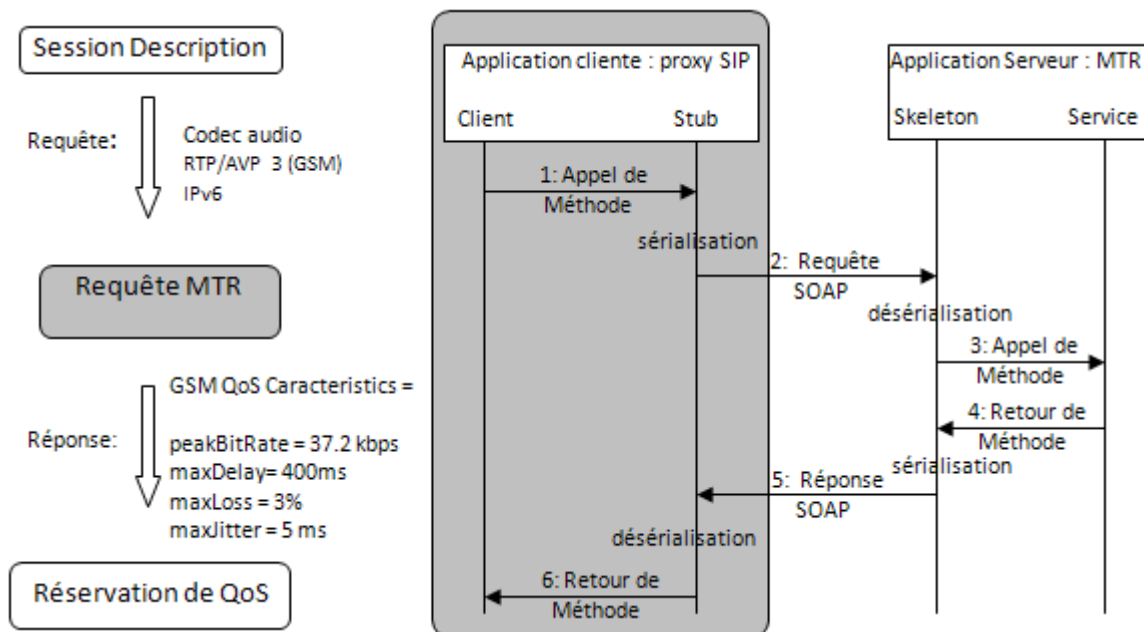 Session Description
Requête:
Codec audio
RTP/AVP 3 (GSM)
IPv6
Requête MTR
GSM QoS Caracteristics =
Réponse:
peakBitRate = 37.2 kbps
maxDelay= 400ms
maxLoss = 3%
maxJitter = 5 ms
Réservation de QoS
Application cliente : proxy SIP
Client
Stub
Application Serveur : MTR
Skeleton
Service
1: Appel de
Méthode
sérialisation
2: Requête
SOAP
désérialisation
3: Appel de
Méthode
4: Retour de
Méthode
sérialisation
5: Réponse
SOAP
désérialisation
6: Retour de
Méthode